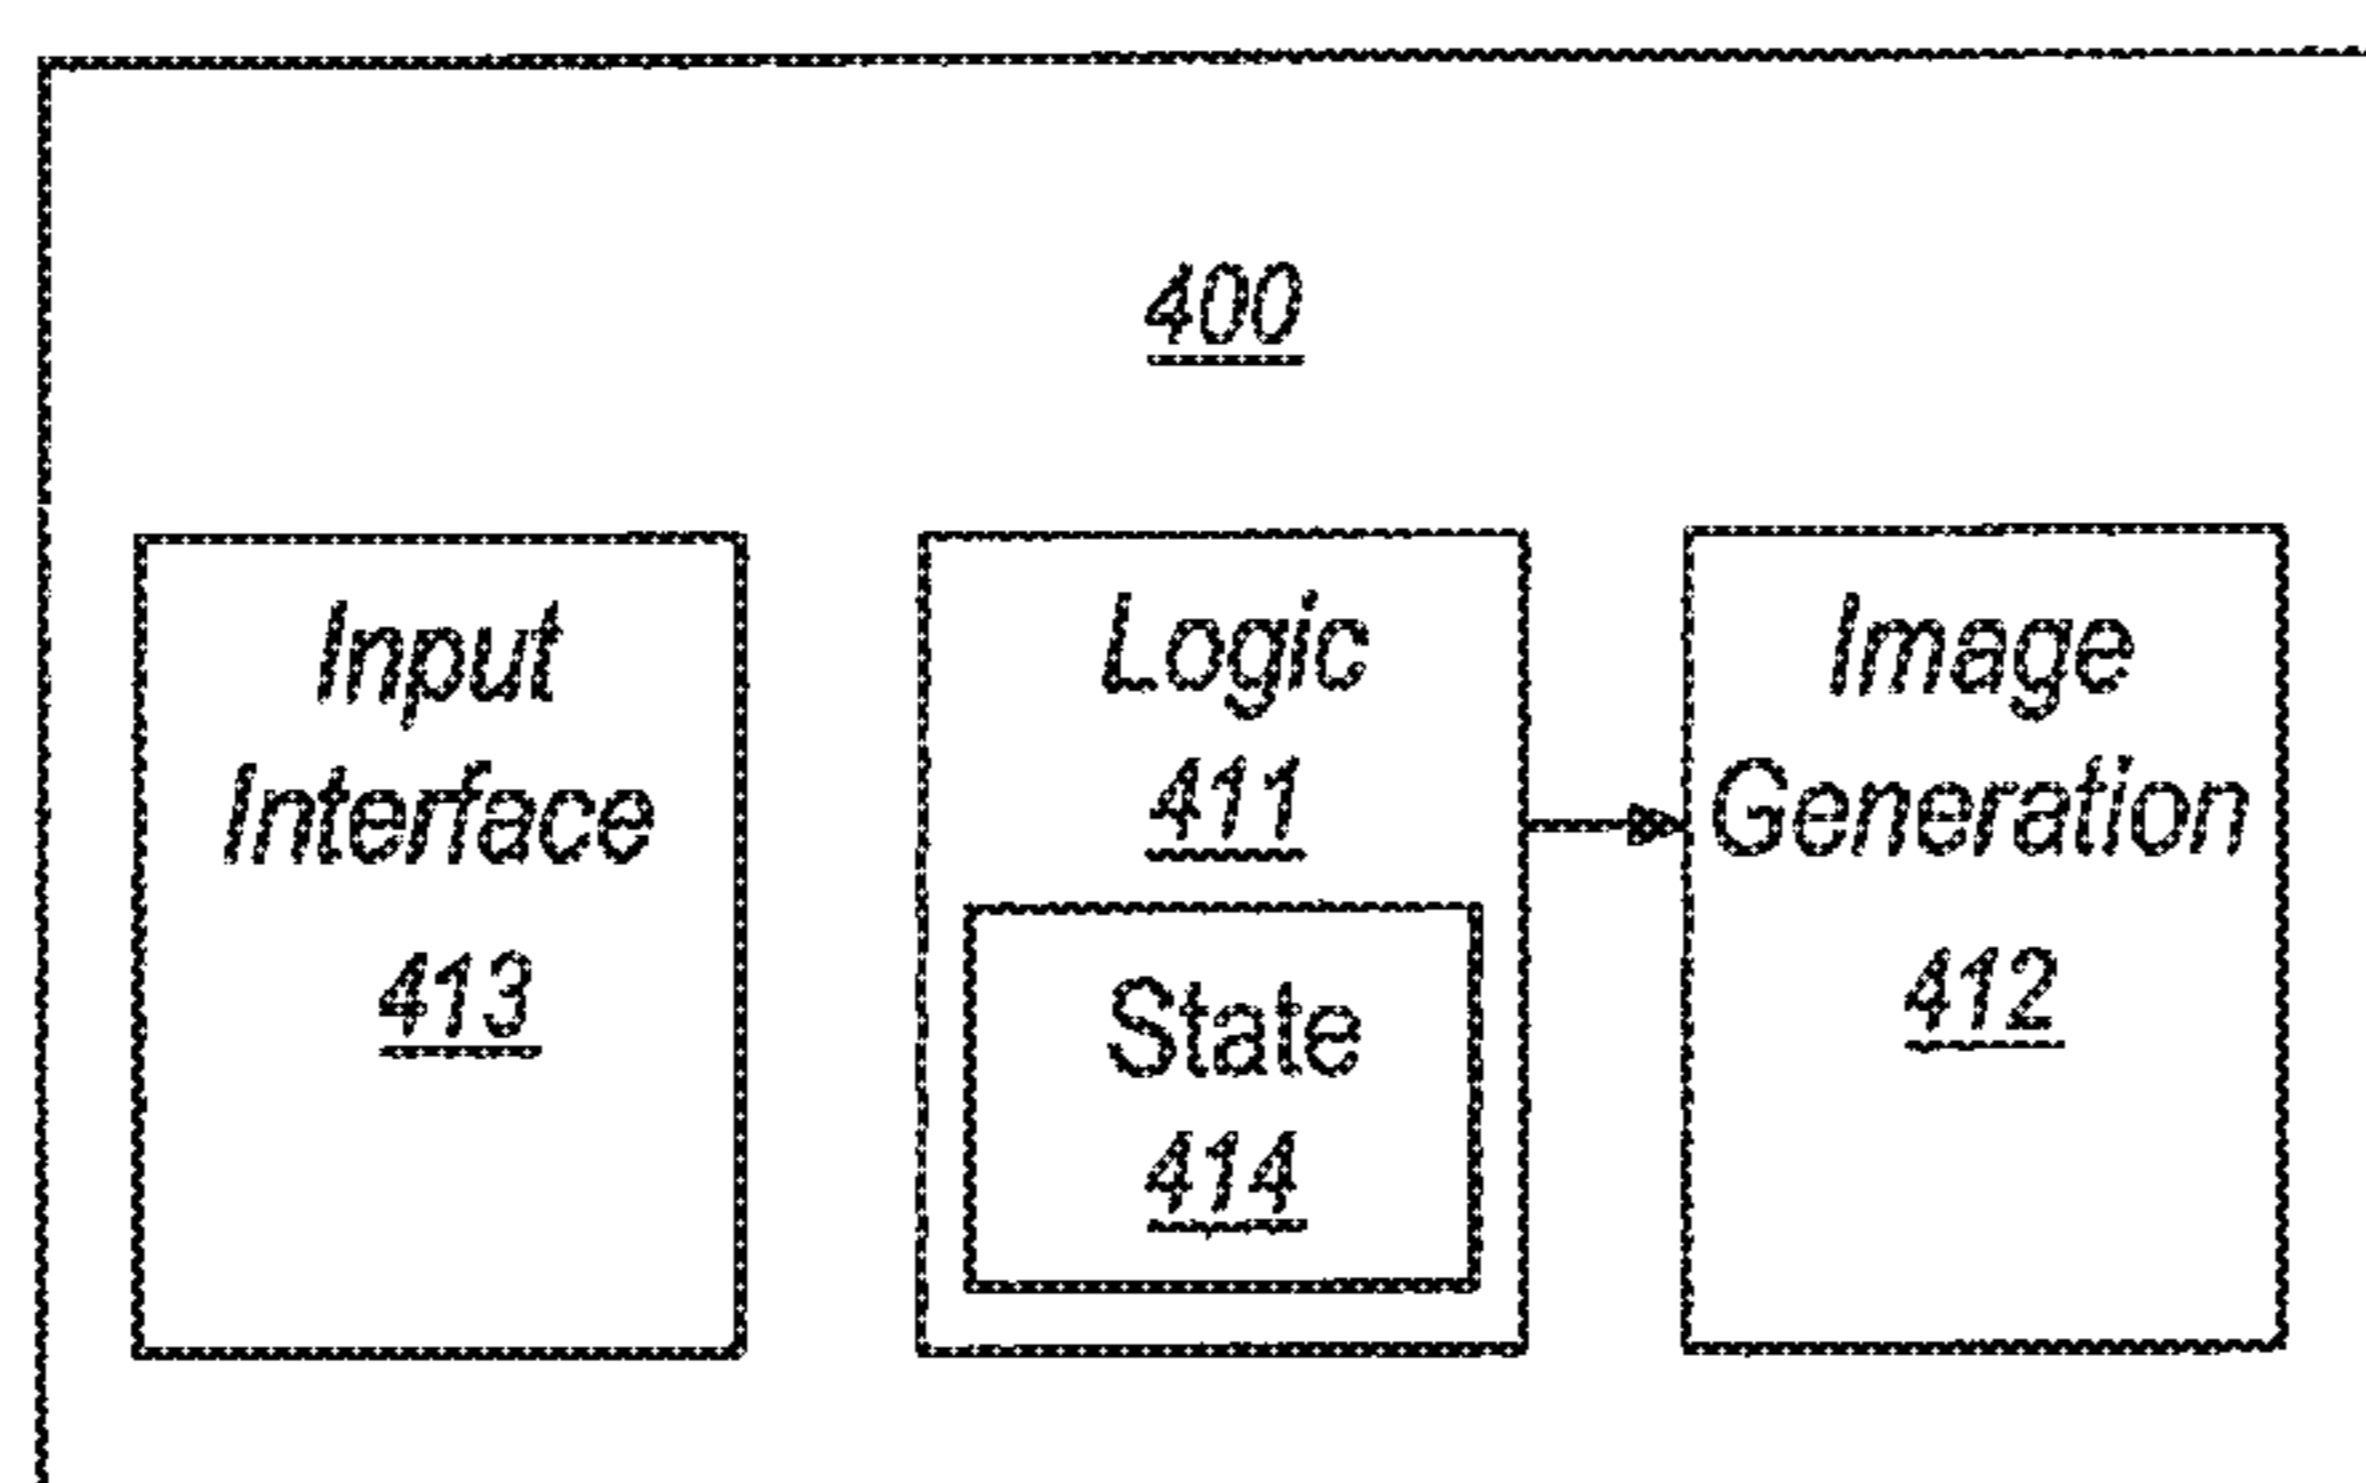 400
Input
Interface
413
Logic
411
State
414
Image
Generation
412